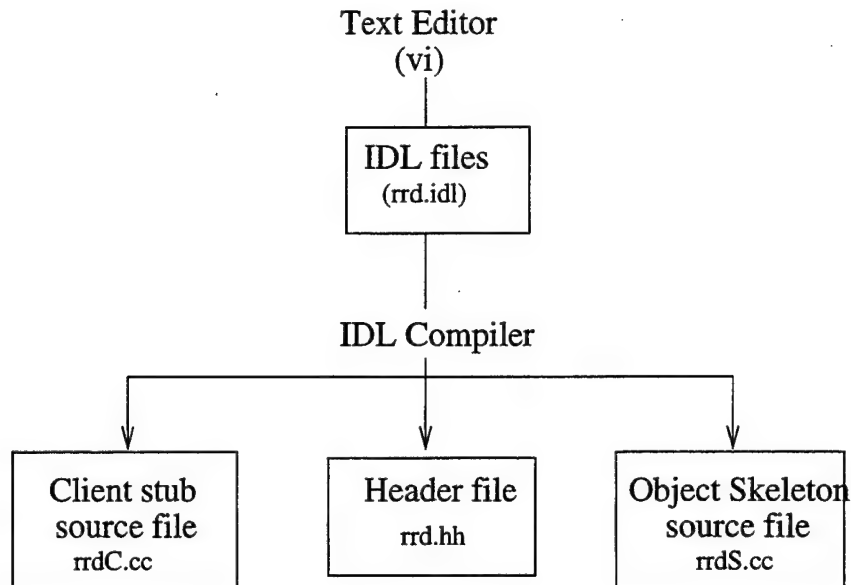 Text Editor
(vi)
IDL files
(rrd.idl)
IDL Compiler
Client stub
source file
rrdC.cc
Header file
rrd.hh
Object Skeleton
source file
rrdS.cc